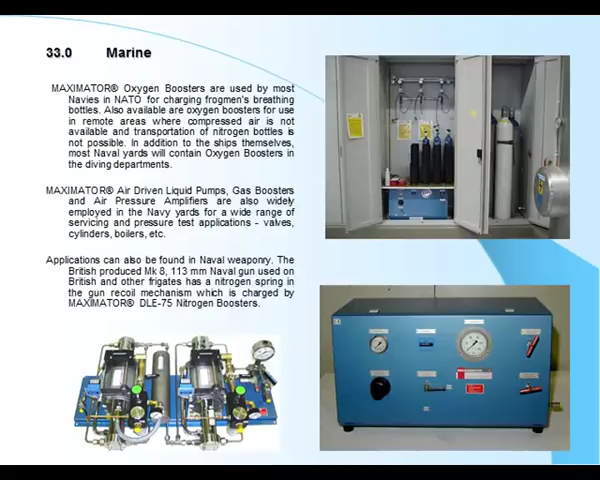 33.0 Marine
MAXIMATOR® Oxygen Boosters are used by most
Navies in NATO for charging frogmen's breathing
bottles. Also available are oxygen boosters for use
in remote areas where compressed air is not
available and transportation of nitrogen bottles is
not possible. In addition to the ships themselves,
most Naval yards will contain Oxygen Boosters in
the diving departments.
MAXIMATOR® Air Driven Liquid Pumps, Gas Boosters
and Air Pressure Amplifiers are also widely
employed in the Navy yards for a wide range of
servicing and pressure test applications - valves,
cylinders, boilers, etc.
Applications can also be found in Naval weaponry. The
British produced Mk 8, 113 mm Naval gun used on
British and other frigates has a nitrogen spring in
the gun recoil mechanism which is charged by
MAXIMATOR® DLE-75 Nitrogen Boosters.